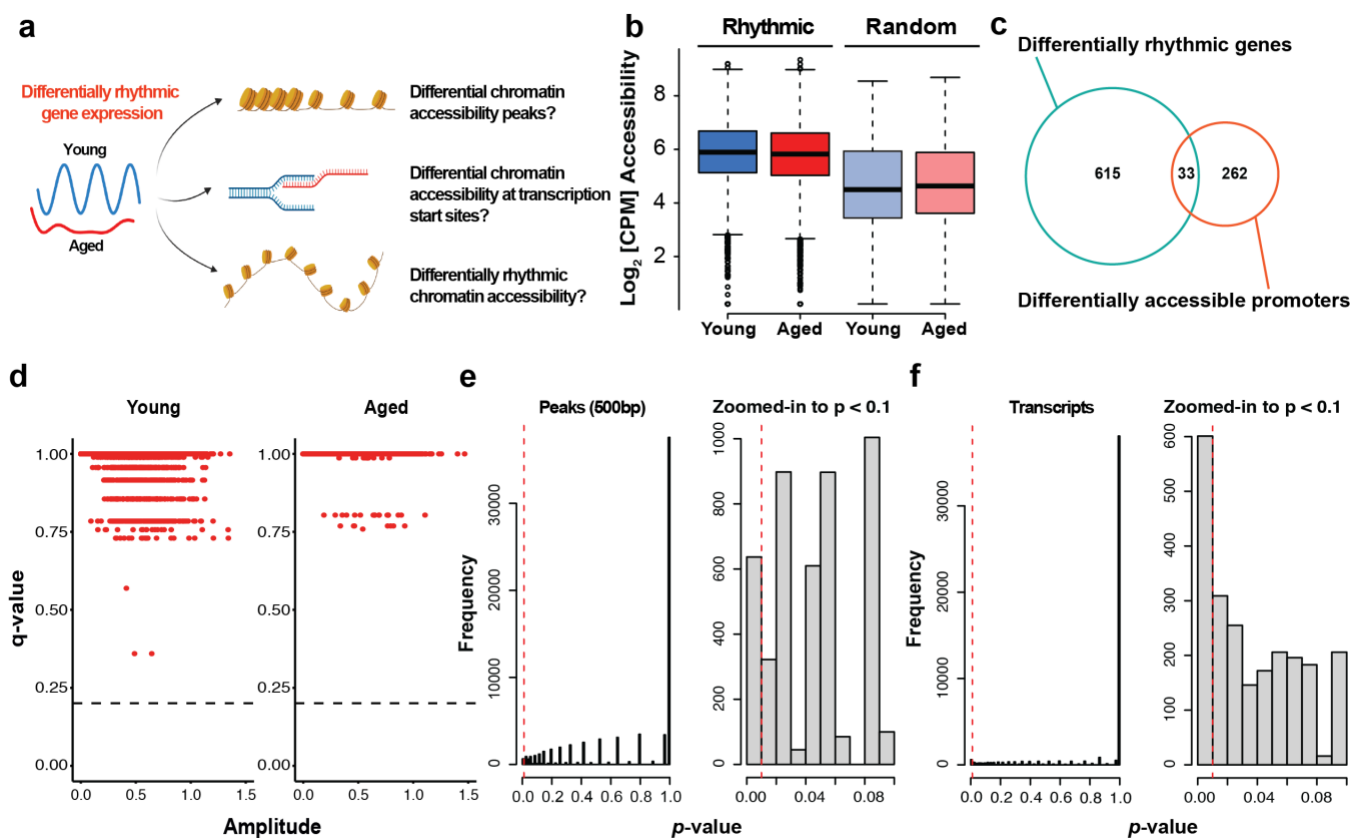 a
Differentially rhythmic
gene expression
Young
Aged
Differential chromatin
accessibility peaks?
Differential chromatin
accessibility at transcription
start sites?
Differentially rhythmic
chromatin accessibility?
b
Rhythmic Random
Log2 [CPM] Accessibility
8
6
4
2
Young Aged Young Aged
c
Differentially rhythmic genes
615 33 262
Differentially accessible promoters
d
Young Aged
q-value
1.00 1.00
0.75 0.75
0.50 0.50
0.25 0.25
0.00 0.00
0.0 0.5 1.0 1.5 0.0 0.5 1.0 1.5
Amplitude
e
Peaks (500bp) Zoomed-in to p < 0.1
Frequency
0 10000 20000 30000
0 200 400 600 800 1000
0.0 0.2 0.4 0.6 0.8 1.0
0.00 0.04 0.08
p-value
f
Transcripts Zoomed-in to p < 0.1
Frequency
0 10000 20000 30000
0 100 200 300 400 500 600
0.0 0.2 0.4 0.6 0.8 1.0
0.00 0.04 0.08
p-value